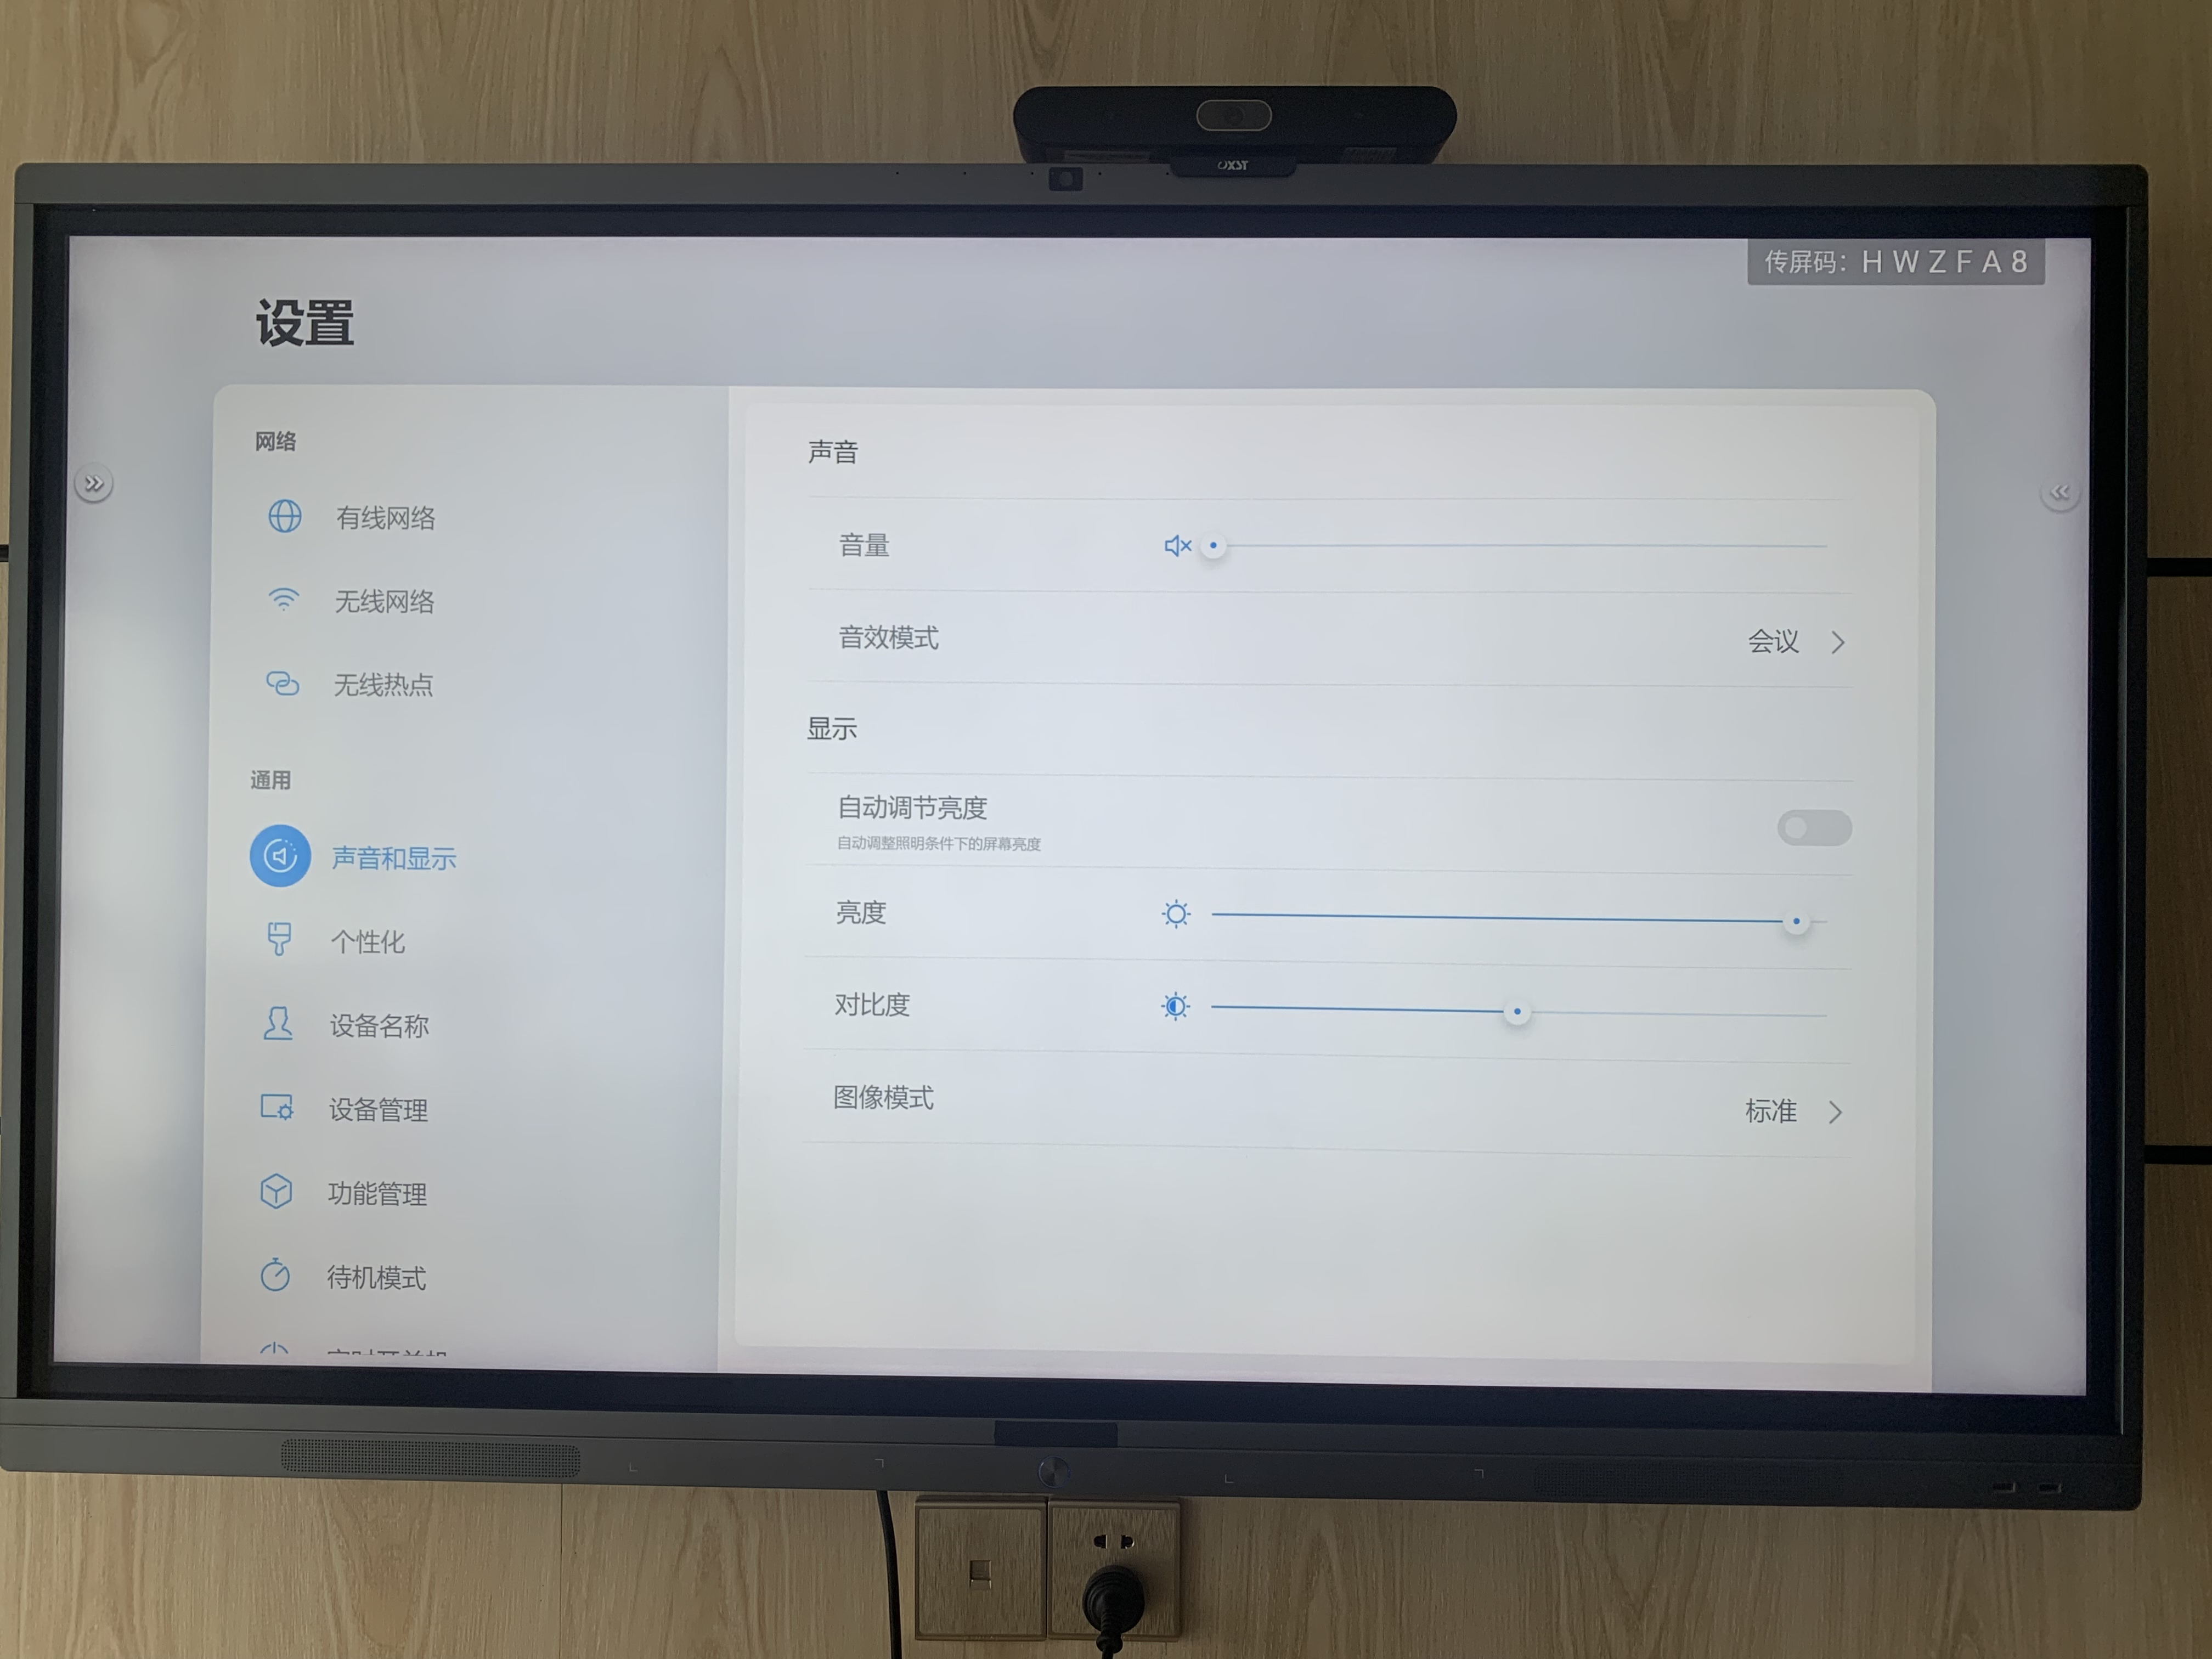 传屏码：HWZFA8
设置
网络
有线网络
无线网络
无线热点
通用
声音和显示
个性化
设备名称
设备管理
功能管理
待机模式
声音
音量
音效模式 会议
显示
自动调节亮度
自动调整照明条件下的屏幕亮度
亮度
对比度
图像模式 标准